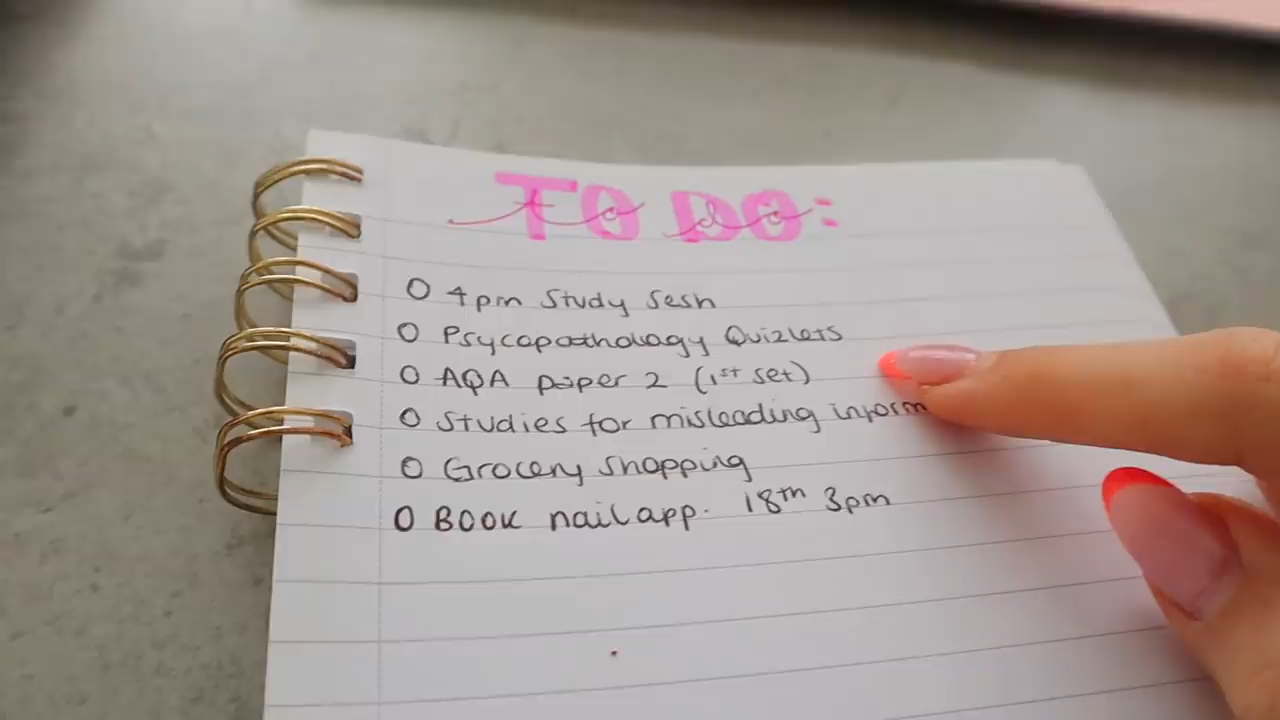 TO DO:
O 4pm Study Sesh
O Psycopathology Quizlets
O AQA paper 2 (1st set)
O Studies for misleading inform
O Grocery shopping
O BOOK nail app. 18th 3pm